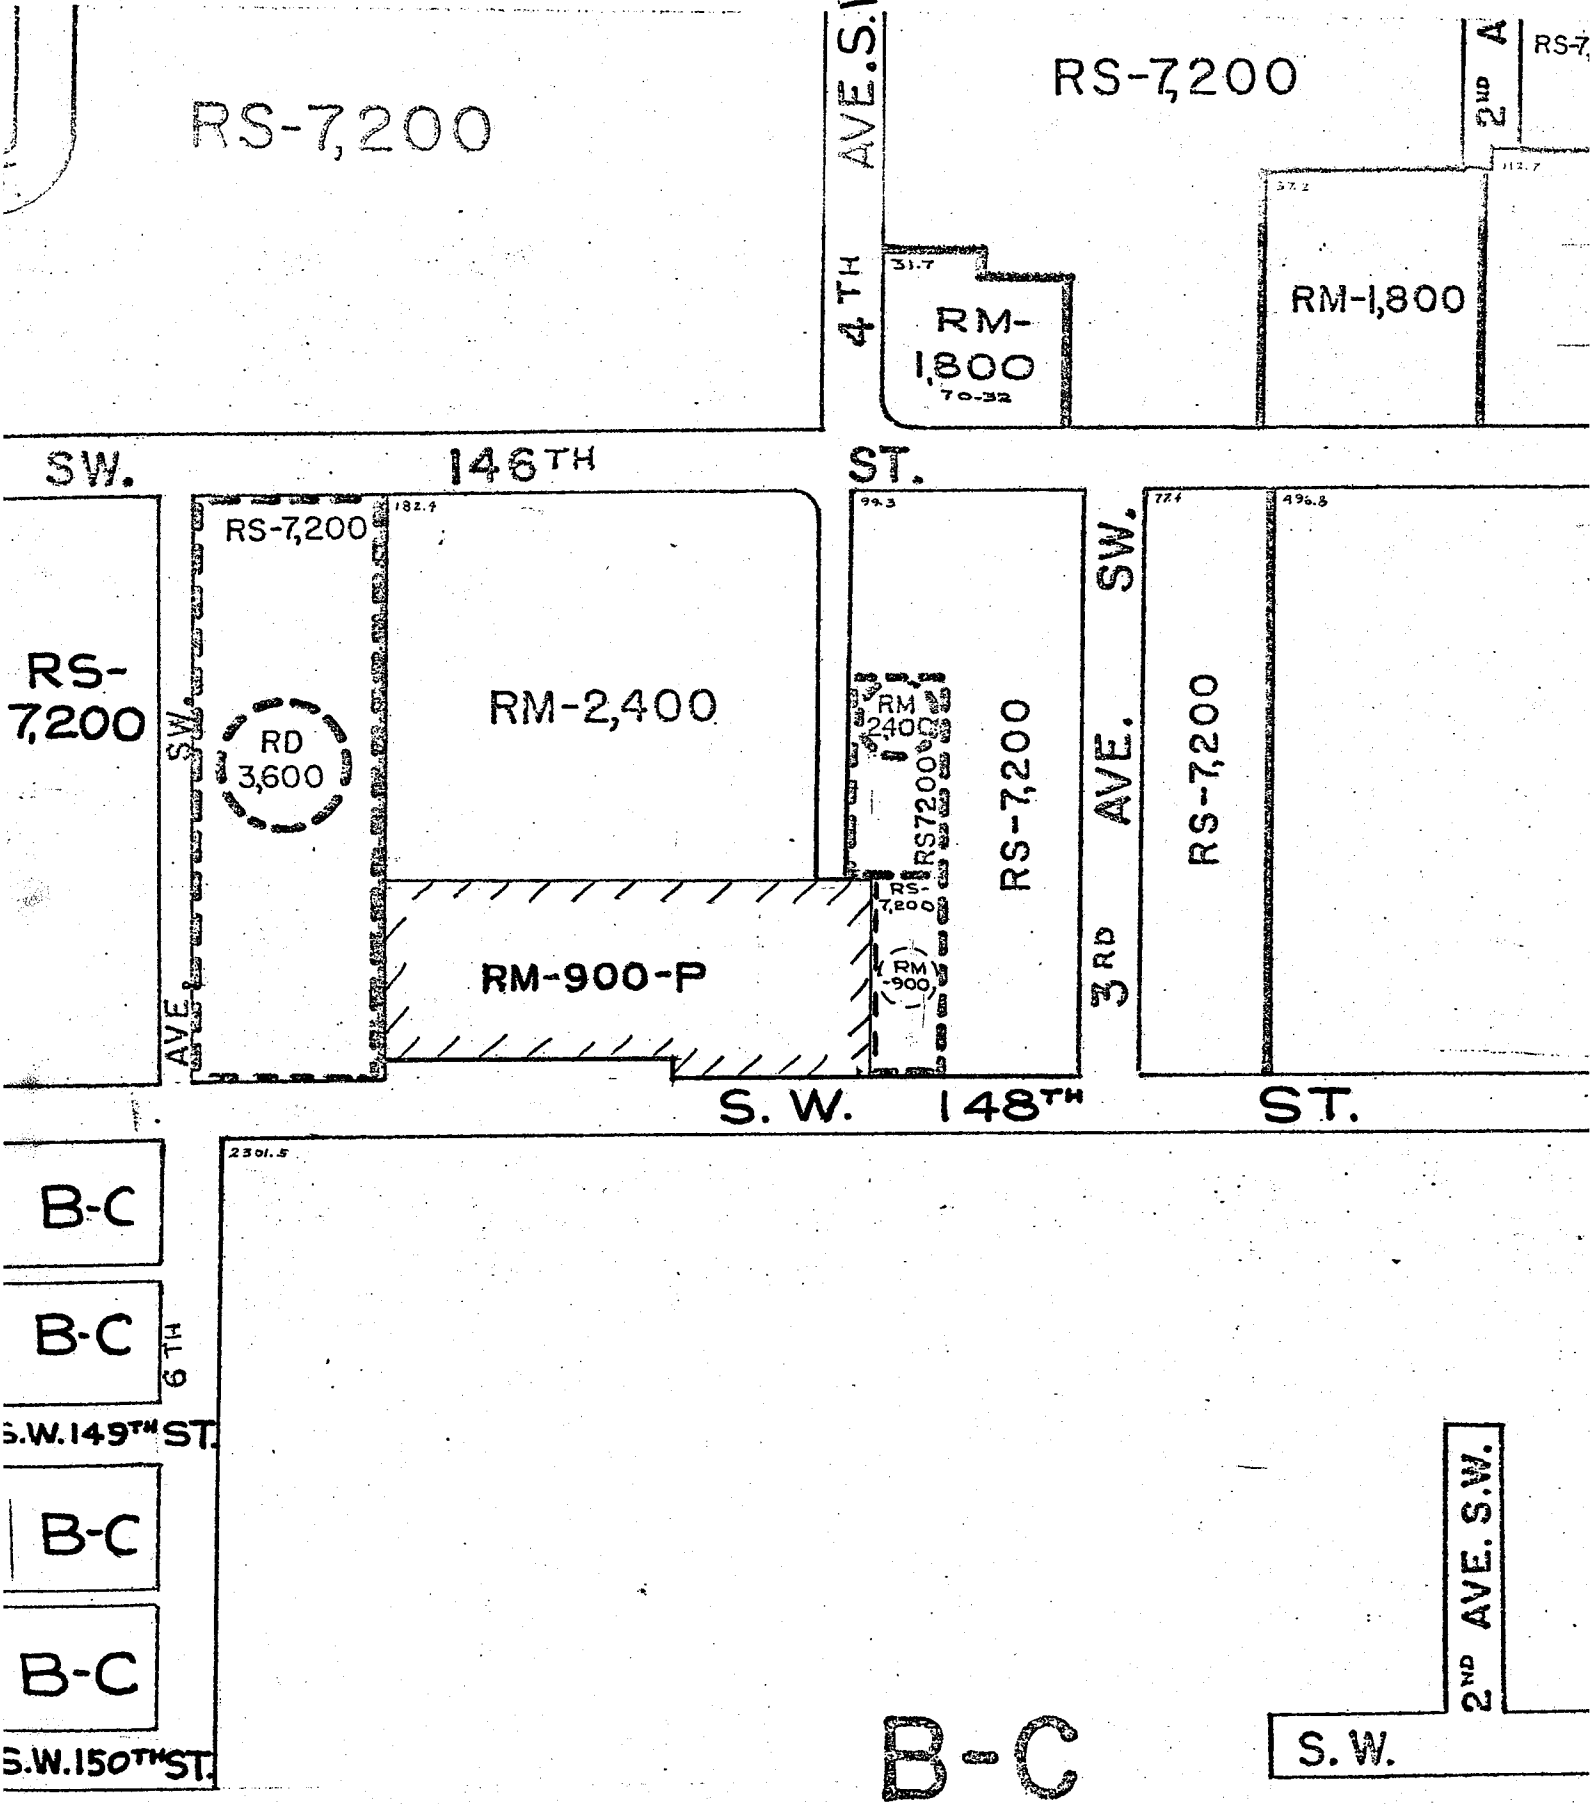 RS-7,200
4TH AVE.S.
RS-7,200
2ND A
RS-7,
112.7
37.2
31.7
RM-
1,800
70-32
RM-1,800
SW. 146TH ST.
182.4
99.3
77.4
496.8
RS-7,200
RS-
7,200
SW.
AVE.
RD
3,600
RM-2,400
RM
2400
RS7200
RS-7,200
3RD AVE. SW.
RS-7,200
RS-
7,200
RM
-900
RM-900-P
S.W. 148TH ST.
2301.5
B-C
B-C
6TH
S.W.149TH ST.
B-C
B-C
S.W.150TH ST.
B-C
2ND AVE. S.W.
S.W.